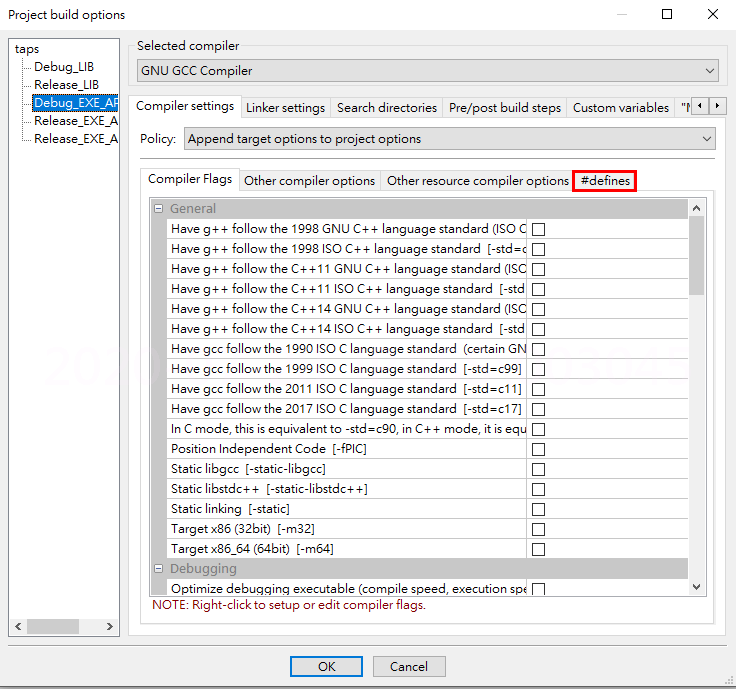 Project build options
taps
Debug_LIB
Release_LIB
Debug_EXE_AP
Release_EXE_A
Release_EXE_A
Selected compiler
GNU GCC Compiler
Compiler settings Linker settings Search directories Pre/post build steps Custom variables "M
Policy: Append target options to project options
Compiler Flags Other compiler options Other resource compiler options #defines
General
Have g++ follow the 1998 GNU C++ language standard (ISO C
Have g++ follow the 1998 ISO C++ language standard [-std=c
Have g++ follow the C++11 GNU C++ language standard (ISO
Have g++ follow the C++11 ISO C++ language standard [-std
Have g++ follow the C++14 GNU C++ language standard (ISO
Have g++ follow the C++14 ISO C++ language standard [-std
Have gcc follow the 1990 ISO C language standard (certain GN
Have gcc follow the 1999 ISO C language standard [-std=c99]
Have gcc follow the 2011 ISO C language standard [-std=c11]
Have gcc follow the 2017 ISO C language standard [-std=c17]
In C mode, this is equivalent to -std=c90, in C++ mode, it is equ
Position Independent Code [-fPIC]
Static libgcc [-static-libgcc]
Static libstdc++ [-static-libstdc++]
Static linking [-static]
Target x86 (32bit) [-m32]
Target x86_64 (64bit) [-m64]
Debugging
Optimize debugging executable (compile speed, execution spe
NOTE: Right-click to setup or edit compiler flags.
OK Cancel